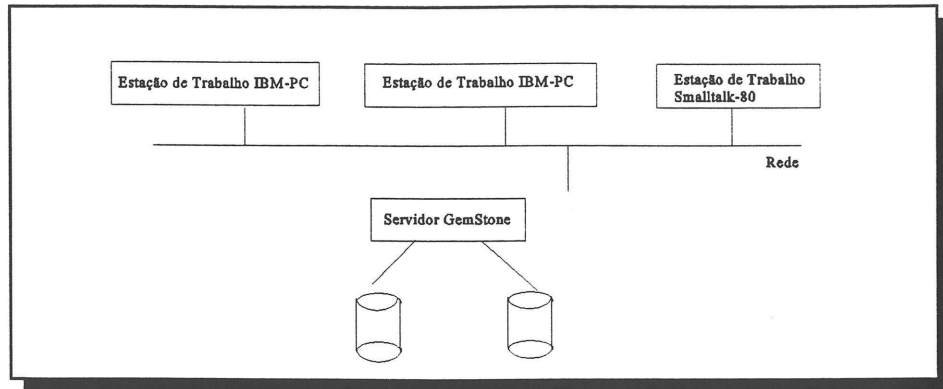 Estação de Trabalho IBM-PC
Estação de Trabalho IBM-PC
Estação de Trabalho
Smalltalk-80
Rede
Servidor GemStone